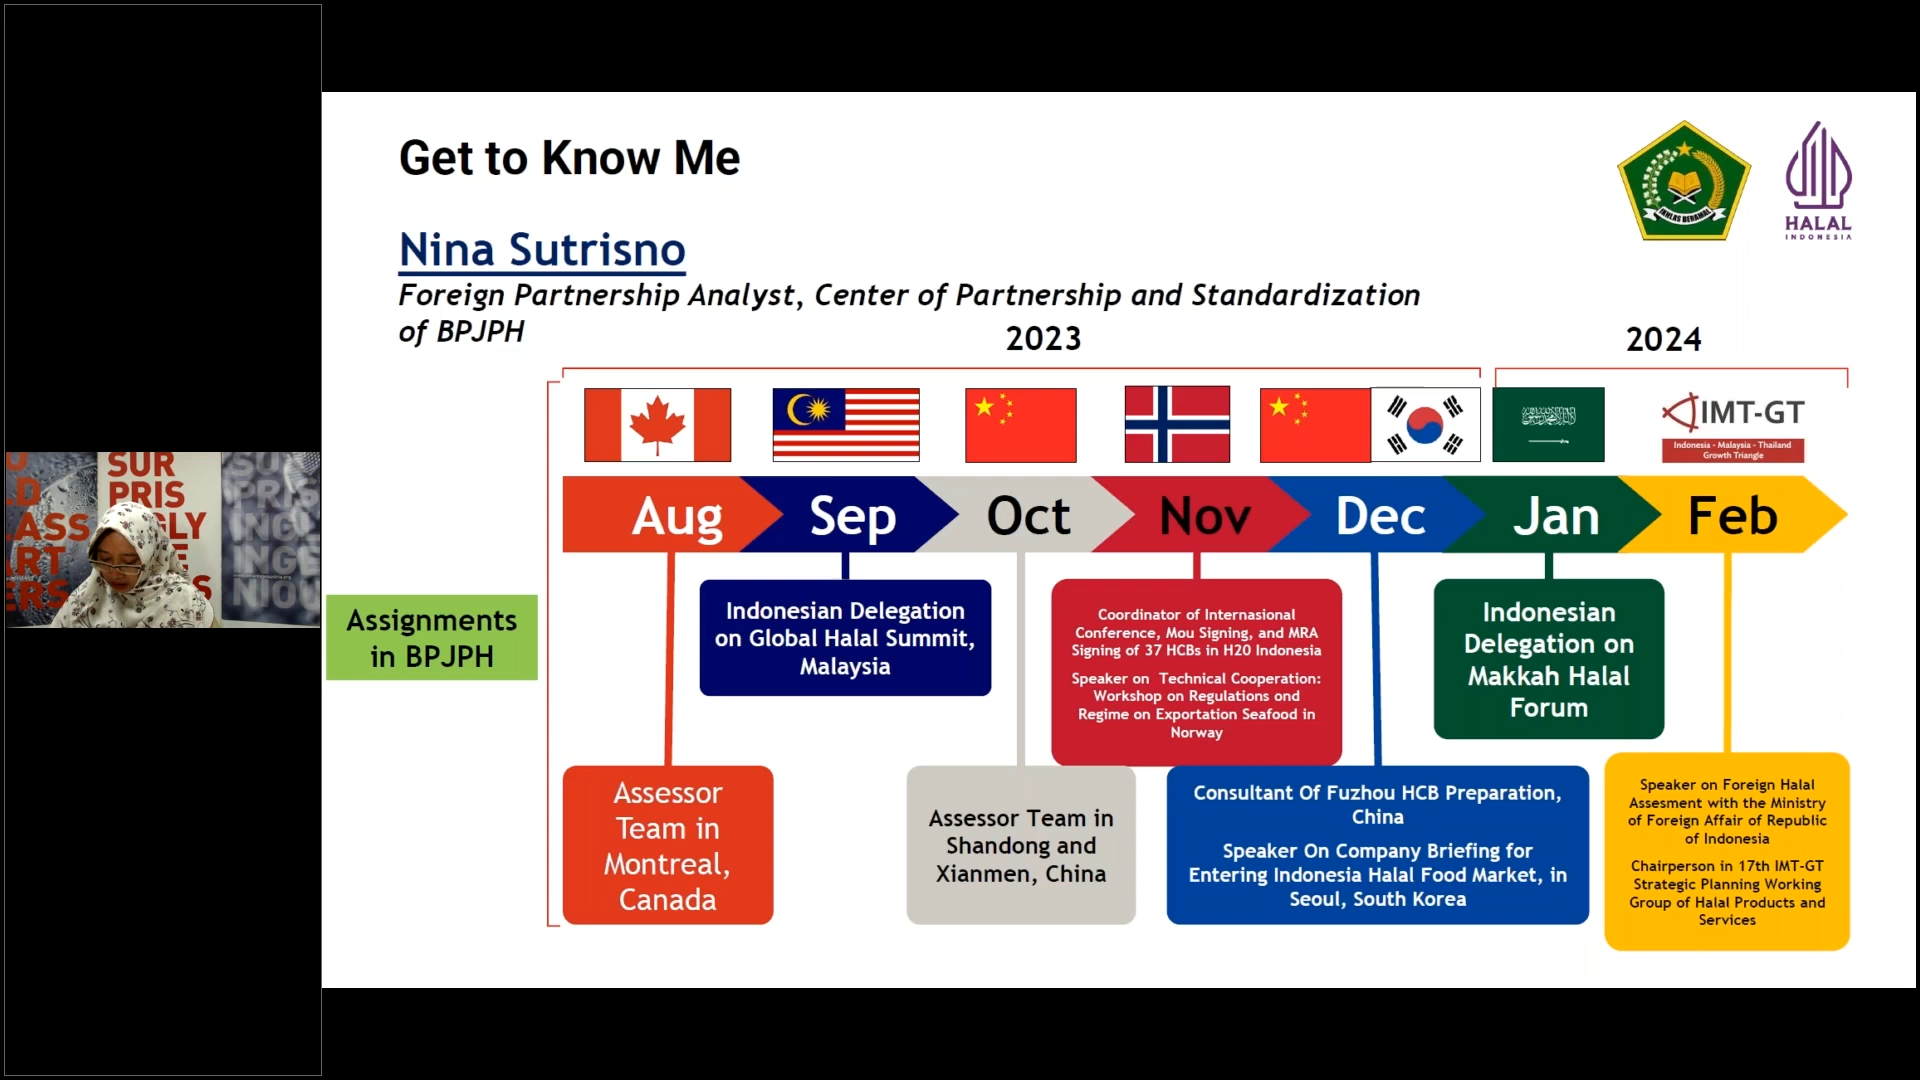 Get to Know Me
Nina Sutrisno
Foreign Partnership Analyst, Center of Partnership and Standardization
of BPJPH
2023
2024
IKHLAS BERAMAL
HALAL
INDONESIA
IMT-GT
Indonesia - Malaysia - Thailand
Growth Triangle
Aug
Sep
Oct
Nov
Dec
Jan
Feb
Assignments
in BPJPH
Assessor
Team in
Montreal,
Canada
Indonesian Delegation
on Global Halal Summit,
Malaysia
Assessor Team in
Shandong and
Xianmen, China
Coordinator of Internasional
Conference, Mou Signing, and MRA
Signing of 37 HCBs in H20 Indonesia
Speaker on Technical Cooperation:
Workshop on Regulations ond
Regime on Exportation Seafood in
Norway
Consultant Of Fuzhou HCB Preparation,
China
Speaker On Company Briefing for
Entering Indonesia Halal Food Market, in
Seoul, South Korea
Indonesian
Delegation on
Makkah Halal
Forum
Speaker on Foreign Halal
Assesment with the Ministry
of Foreign Affair of Republic
of Indonesia
Chairperson in 17th IMT-GT
Strategic Planning Working
Group of Halal Products and
Services
SUR
PRIS